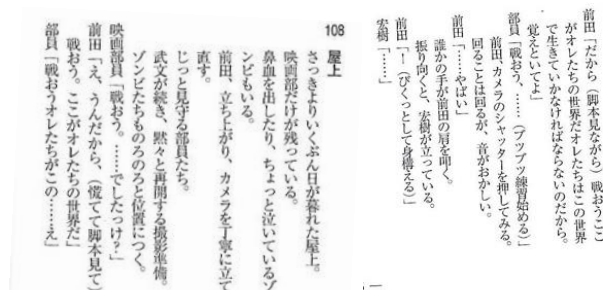 108 屋上
さっきよりいくぶん日が暮れた屋上。
映画部だけが残っている。
鼻血を出したり、ちょっと泣いているゾ
ンビもいる。
前田、立ち上がり、カメラを丁寧に立て
直す。
じっと見守る部員たち。
武文が続き、黙々と再開する撮影準備。
ゾンビたちものろのろと位置につく。
映画部員「戦おう。……でしたっけ？」
前田「え、うんだから、（慌てて脚本見て）
戦おう。ここがオレたちの世界だ」
部員「戦おうオレたちがこの……え」
前田「だから（脚本見ながら）戦おうここ
がオレたちの世界だオレたちはこの世界
で生きていかなければならないのだから。
覚えといてよ」
部員「戦おう、……（ブツブツ練習始める）」
前田、カメラのシャッターを押してみる。
回ることは回るが、音がおかしい。
前田「……やばい」
誰かの手が前田の肩を叩く。
振り向くと、宏樹が立っている。
前田「！（びくっとして身構える）」
宏樹「……」